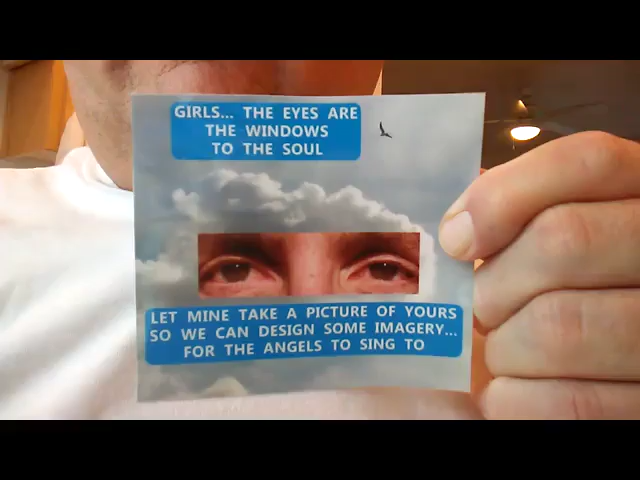 GIRLS... THE EYES ARE
THE WINDOWS
TO THE SOUL
LET MINE TAKE A PICTURE OF YOURS
SO WE CAN DESIGN SOME IMAGERY...
FOR THE ANGELS TO SING TO